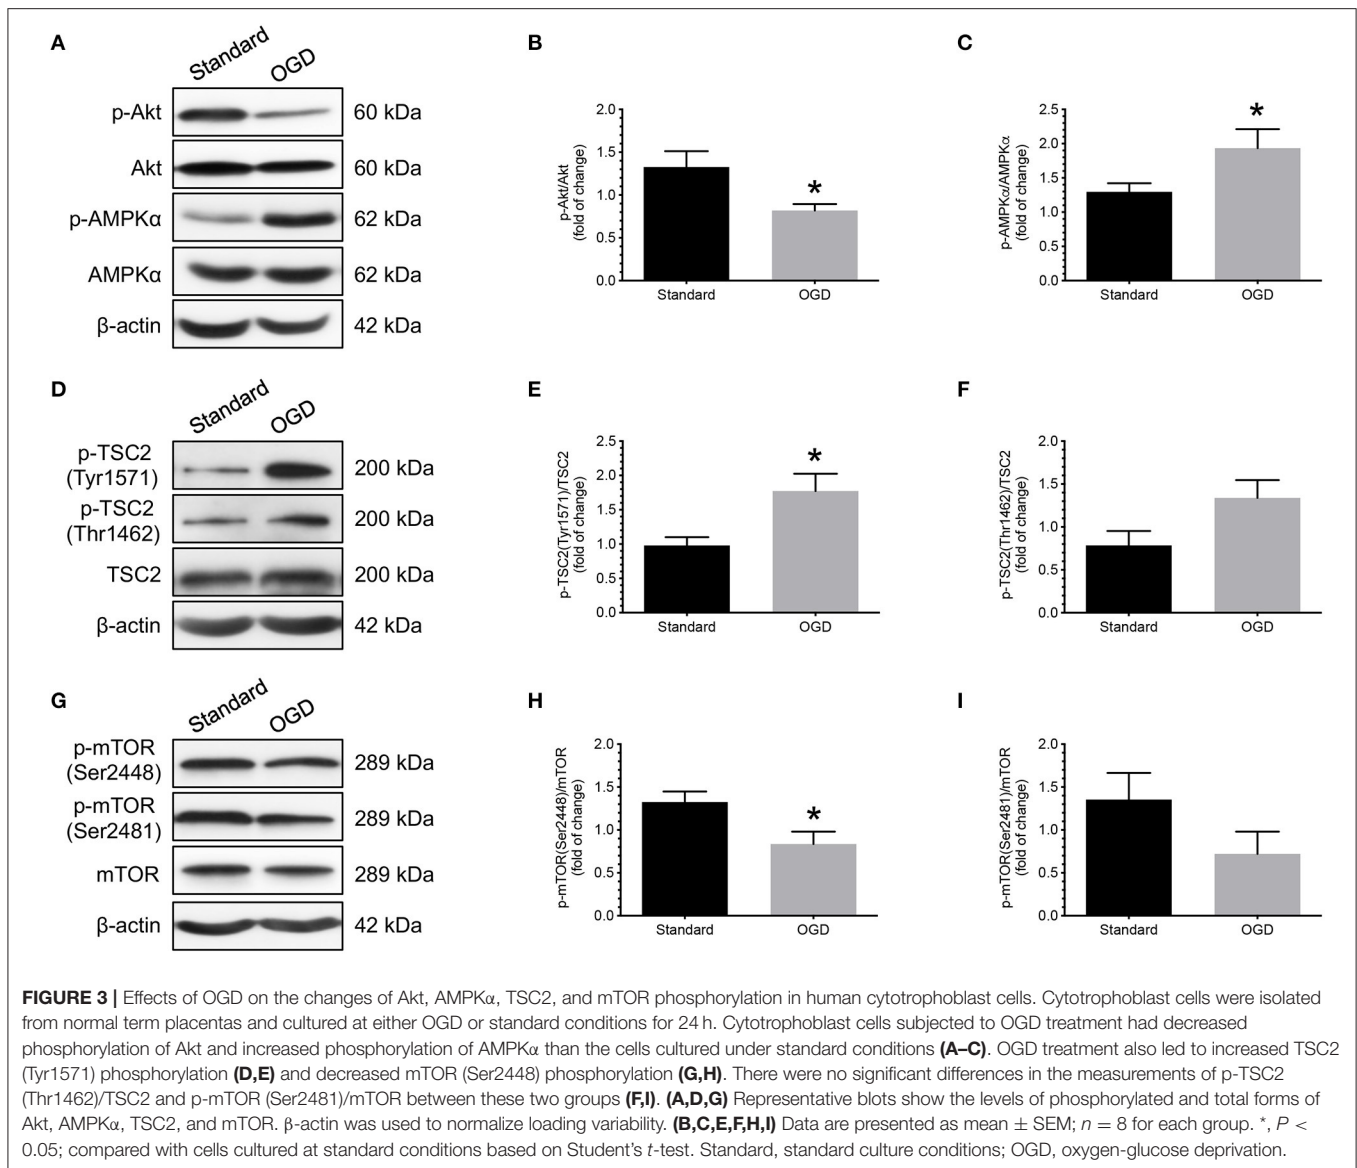 A
Standard
OGD
p-Akt
60 kDa
Akt
60 kDa
p-AMPKα
62 kDa
AMPKα
62 kDa
β-actin
42 kDa
B
p-Akt/Akt
(fold of change)
2.0
1.5
1.0
0.5
0.0
*
Standard
OGD
C
p-AMPKα/AMPKα
(fold of change)
2.5
2.0
1.5
1.0
0.5
0.0
*
Standard
OGD
D
Standard
OGD
p-TSC2
(Tyr1571)
200 kDa
p-TSC2
(Thr1462)
200 kDa
TSC2
200 kDa
β-actin
42 kDa
E
p-TSC2(Tyr1571)/TSC2
(fold of change)
2.5
2.0
1.5
1.0
0.5
0.0
*
Standard
OGD
F
p-TSC2(Thr1462)/TSC2
(fold of change)
2.0
1.5
1.0
0.5
0.0
Standard
OGD
G
Standard
OGD
p-mTOR
(Ser2448)
289 kDa
p-mTOR
(Ser2481)
289 kDa
mTOR
289 kDa
β-actin
42 kDa
H
p-mTOR(Ser2448)/mTOR
(fold of change)
2.0
1.5
1.0
0.5
0.0
*
Standard
OGD
I
p-mTOR(Ser2481)/mTOR
(fold of change)
2.0
1.5
1.0
0.5
0.0
Standard
OGD
FIGURE 3 | Effects of OGD on the changes of Akt, AMPKα, TSC2, and mTOR phosphorylation in human cytotrophoblast cells. Cytotrophoblast cells were isolated
from normal term placentas and cultured at either OGD or standard conditions for 24 h. Cytotrophoblast cells subjected to OGD treatment had decreased
phosphorylation of Akt and increased phosphorylation of AMPKα than the cells cultured under standard conditions (A–C). OGD treatment also led to increased TSC2
(Tyr1571) phosphorylation (D,E) and decreased mTOR (Ser2448) phosphorylation (G,H). There were no significant differences in the measurements of p-TSC2
(Thr1462)/TSC2 and p-mTOR (Ser2481)/mTOR between these two groups (F,I). (A,D,G) Representative blots show the levels of phosphorylated and total forms of
Akt, AMPKα, TSC2, and mTOR. β-actin was used to normalize loading variability. (B,C,E,F,H,I) Data are presented as mean ± SEM; n = 8 for each group. *, P <
0.05; compared with cells cultured at standard conditions based on Student's t-test. Standard, standard culture conditions; OGD, oxygen-glucose deprivation.